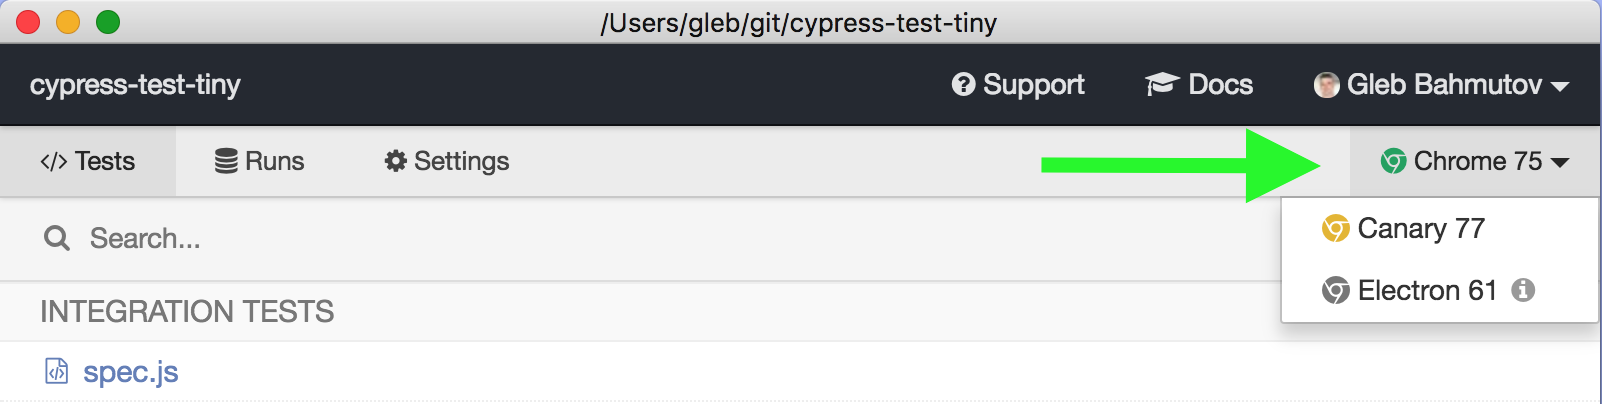 /Users/gleb/git/cypress-test-tiny
cypress-test-tiny Support Docs Gleb Bahmutov
</> Tests Runs Settings Chrome 75
Search... Canary 77
Electron 61
INTEGRATION TESTS
spec.js